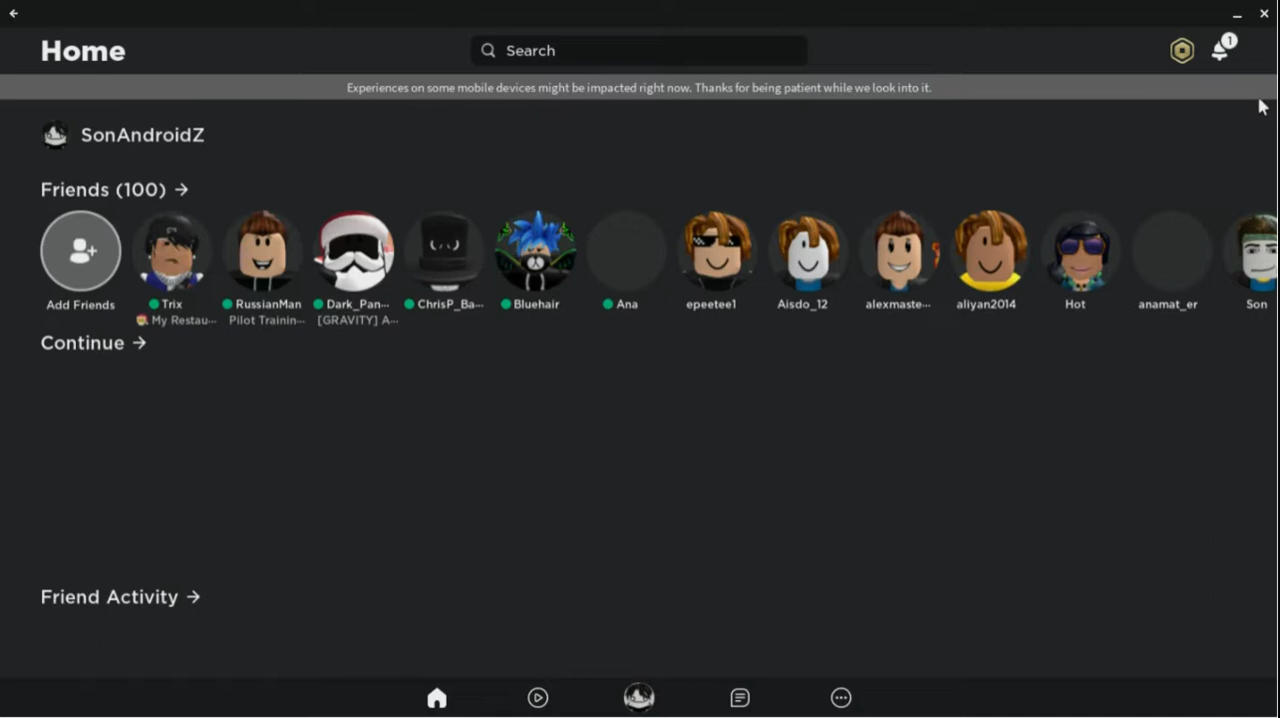 Home
Search
1
Experiences on some mobile devices might be impacted right now. Thanks for being patient while we look into it.
SonAndroidZ
Friends (100) →
Add Friends Trix RussianMan Dark_Pan... ChrisP_Ba... Bluehair Ana epeetee1 Aisdo_12 alexmaste... aliyan2014 Hot anamat_er Son
My Restau... Pilot Trainin... [GRAVITY] A...
Continue →
Friend Activity →